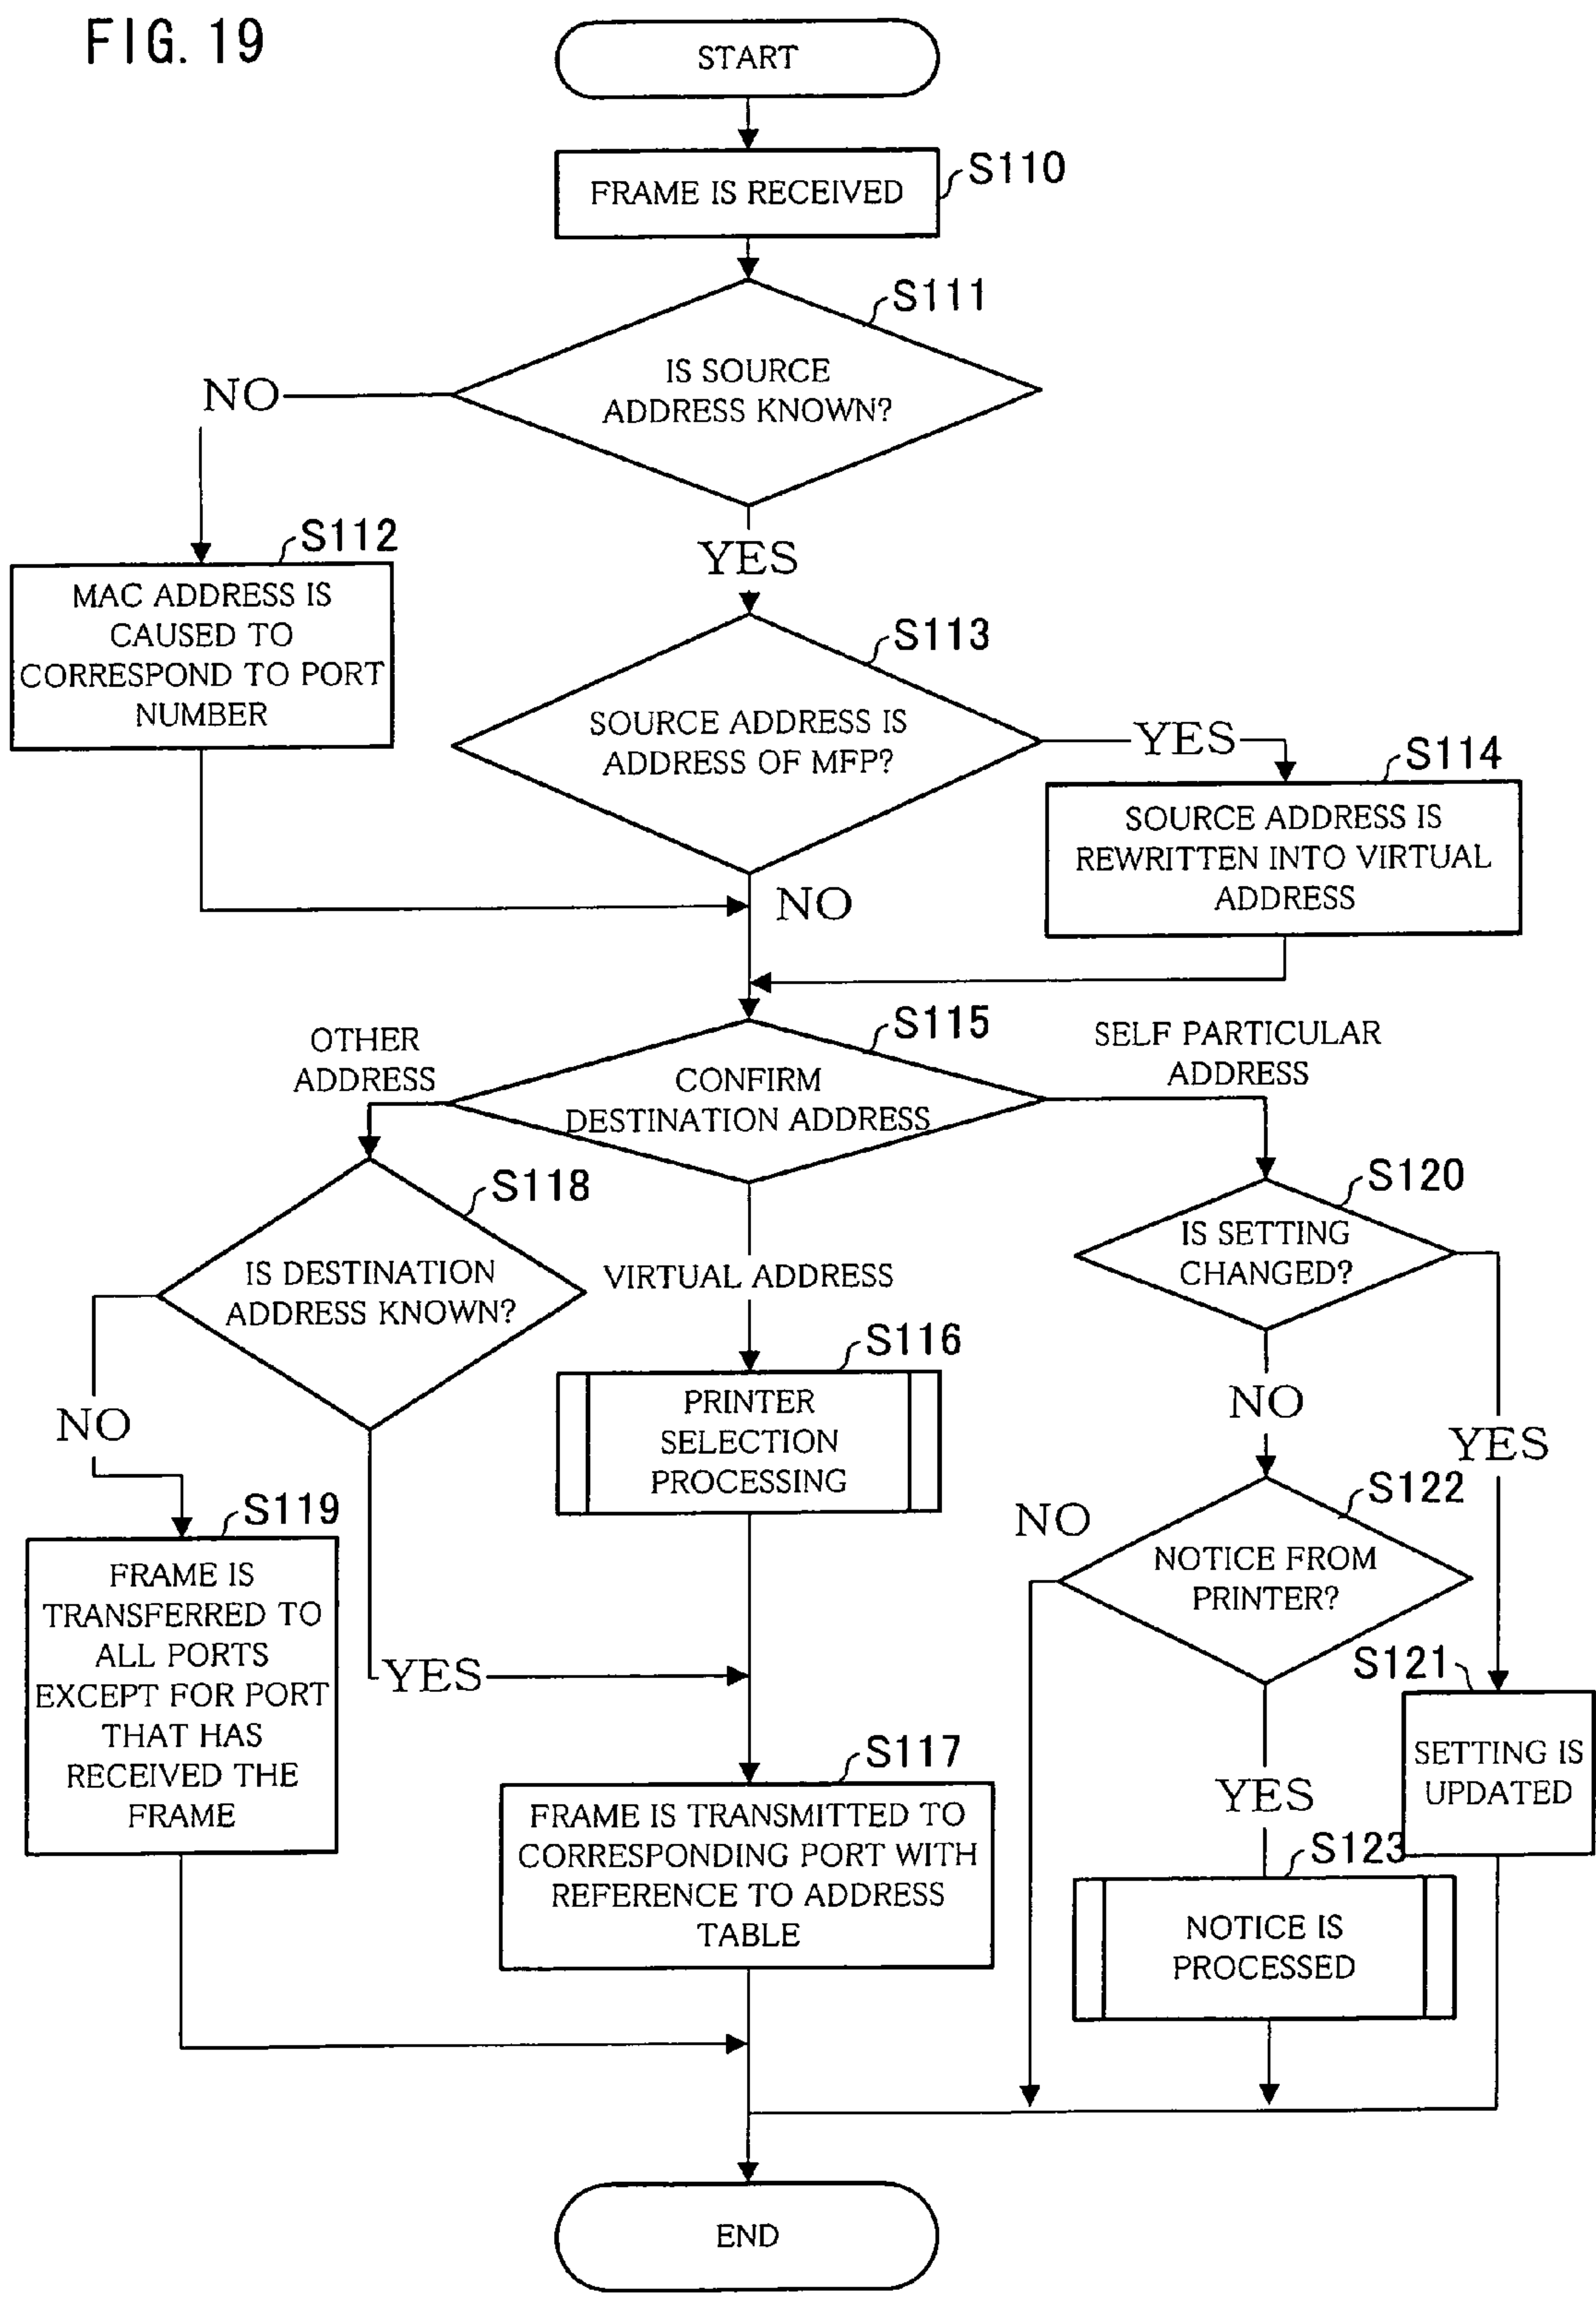 FIG. 19
START
FRAME IS RECEIVED
S110
S111
IS SOURCE
ADDRESS KNOWN?
NO
YES
S112
MAC ADDRESS IS
CAUSED TO
CORRESPOND TO PORT
NUMBER
S113
SOURCE ADDRESS IS
ADDRESS OF MFP?
YES
S114
SOURCE ADDRESS IS
REWRITTEN INTO VIRTUAL
ADDRESS
NO
S115
CONFIRM
DESTINATION ADDRESS
OTHER
ADDRESS
SELF PARTICULAR
ADDRESS
S118
IS DESTINATION
ADDRESS KNOWN?
VIRTUAL ADDRESS
S120
IS SETTING
CHANGED?
S116
PRINTER
SELECTION
PROCESSING
NO
NO
YES
S119
FRAME IS
TRANSFERRED TO
ALL PORTS
EXCEPT FOR PORT
THAT HAS
RECEIVED THE
FRAME
YES
S122
NOTICE FROM
PRINTER?
NO
S121
SETTING IS
UPDATED
S117
FRAME IS TRANSMITTED TO
CORRESPONDING PORT WITH
REFERENCE TO ADDRESS
TABLE
YES
S123
NOTICE IS
PROCESSED
END